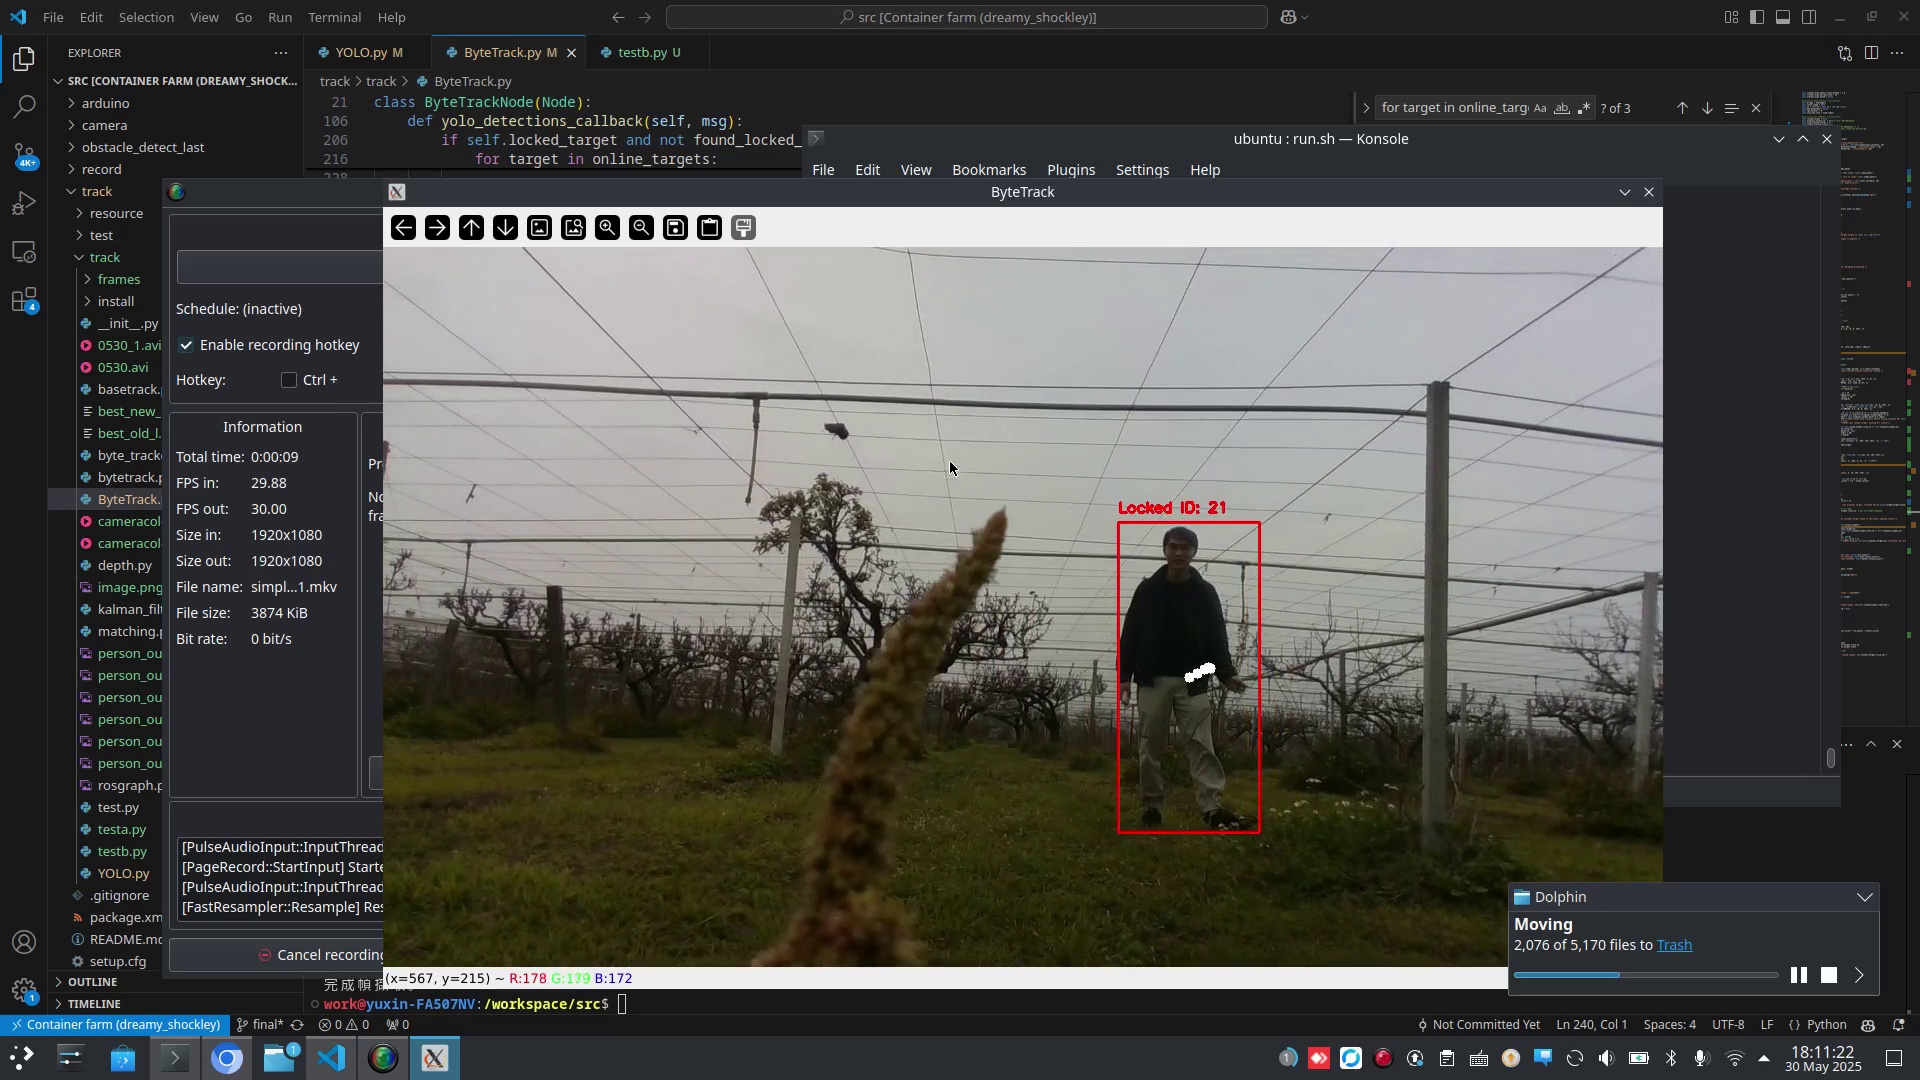 File Edit Selection View Go Run Terminal Help
src [Container farm (dreamy_shockley)]
EXPLORER
YOLO.py M
ByteTrack.py M
testb.py U
SRC [CONTAINER FARM (DREAMY_SHOCK...
track > track > ByteTrack.py
arduino
camera
obstacle_detect_last
record
track
resource
test
track
frames
install
__init__.py
0530_1.avi
0530.avi
basetrack.
best_new_
best_old_l.
byte_track
bytetrack.p
ByteTrack.
cameracol
cameracol
depth.py
image.png
kalman_filt
matching.p
person_ou
person_ou
person_ou
person_ou
person_ou
person_ou
rosgraph.p
test.py
testa.py
testb.py
YOLO.py
.gitignore
package.xm
README.md
setup.cfg
OUTLINE
TIMELINE
21 class ByteTrackNode(Node):
106 def yolo_detections_callback(self, msg):
206 if self.locked_target and not found_locked_
216 for target in online_targets:
for target in online_targ Aa ab ? of 3
ubuntu : run.sh — Konsole
File Edit View Bookmarks Plugins Settings Help
ByteTrack
Schedule: (inactive)
Enable recording hotkey
Hotkey: Ctrl +
Information
Total time: 0:00:09
FPS in: 29.88
FPS out: 30.00
Size in: 1920x1080
Size out: 1920x1080
File name: simpl...1.mkv
File size: 3874 KiB
Bit rate: 0 bit/s
Pr
No
fra
[PulseAudioInput::InputThread
[PageRecord::StartInput] Starte
[PulseAudioInput::InputThread
[FastResampler::Resample] Res
Cancel recording
Locked ID: 21
(x=567, y=215) ~ R:178 G:179 B:172
work@yuxin-FA507NV:/workspace/src$
Dolphin
Moving
2,076 of 5,170 files to Trash
4K+
4
1
Container farm (dreamy_shockley) final* 0 0 0
Not Committed Yet Ln 240, Col 1 Spaces: 4 UTF-8 LF {} Python
1
1
18:11:22
30 May 2025